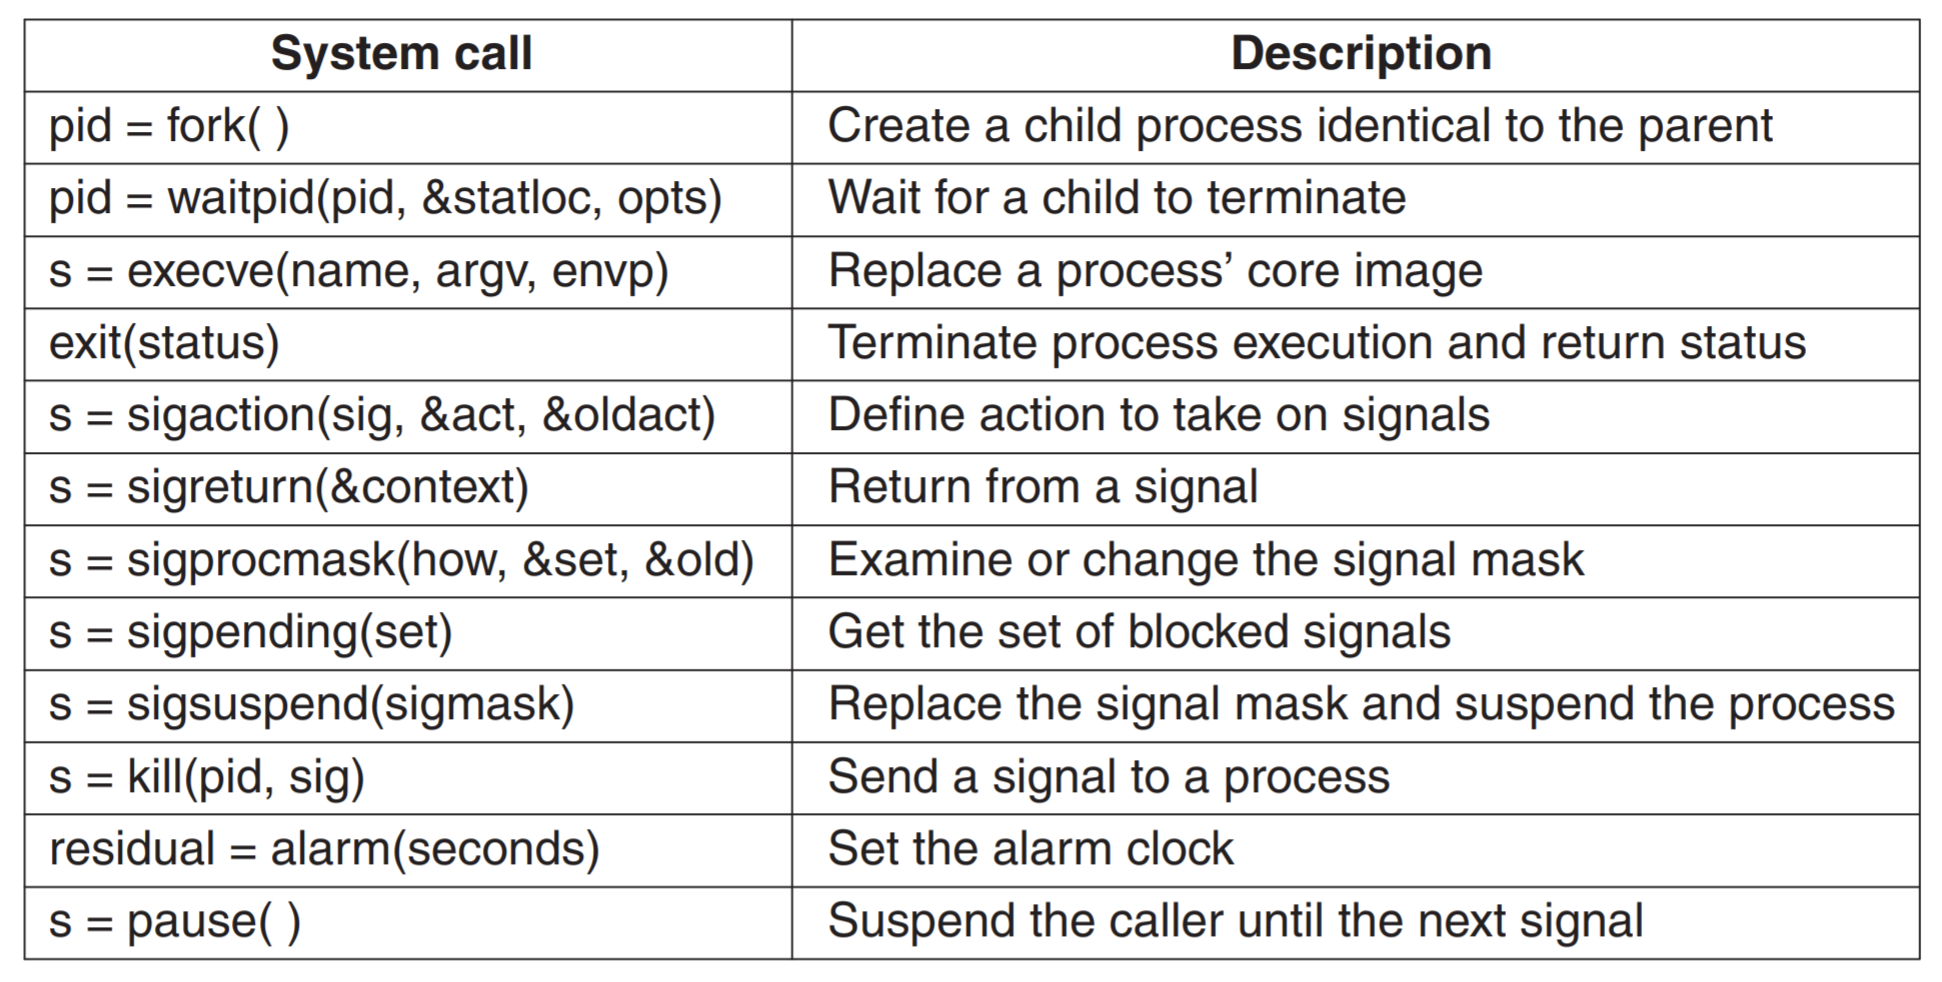 System call Description
pid = fork( ) Create a child process identical to the parent
pid = waitpid(pid, &statloc, opts) Wait for a child to terminate
s = execve(name, argv, envp) Replace a process’ core image
exit(status) Terminate process execution and return status
s = sigaction(sig, &act, &oldact) Define action to take on signals
s = sigreturn(&context) Return from a signal
s = sigprocmask(how, &set, &old) Examine or change the signal mask
s = sigpending(set) Get the set of blocked signals
s = sigsuspend(sigmask) Replace the signal mask and suspend the process
s = kill(pid, sig) Send a signal to a process
residual = alarm(seconds) Set the alarm clock
s = pause( ) Suspend the caller until the next signal